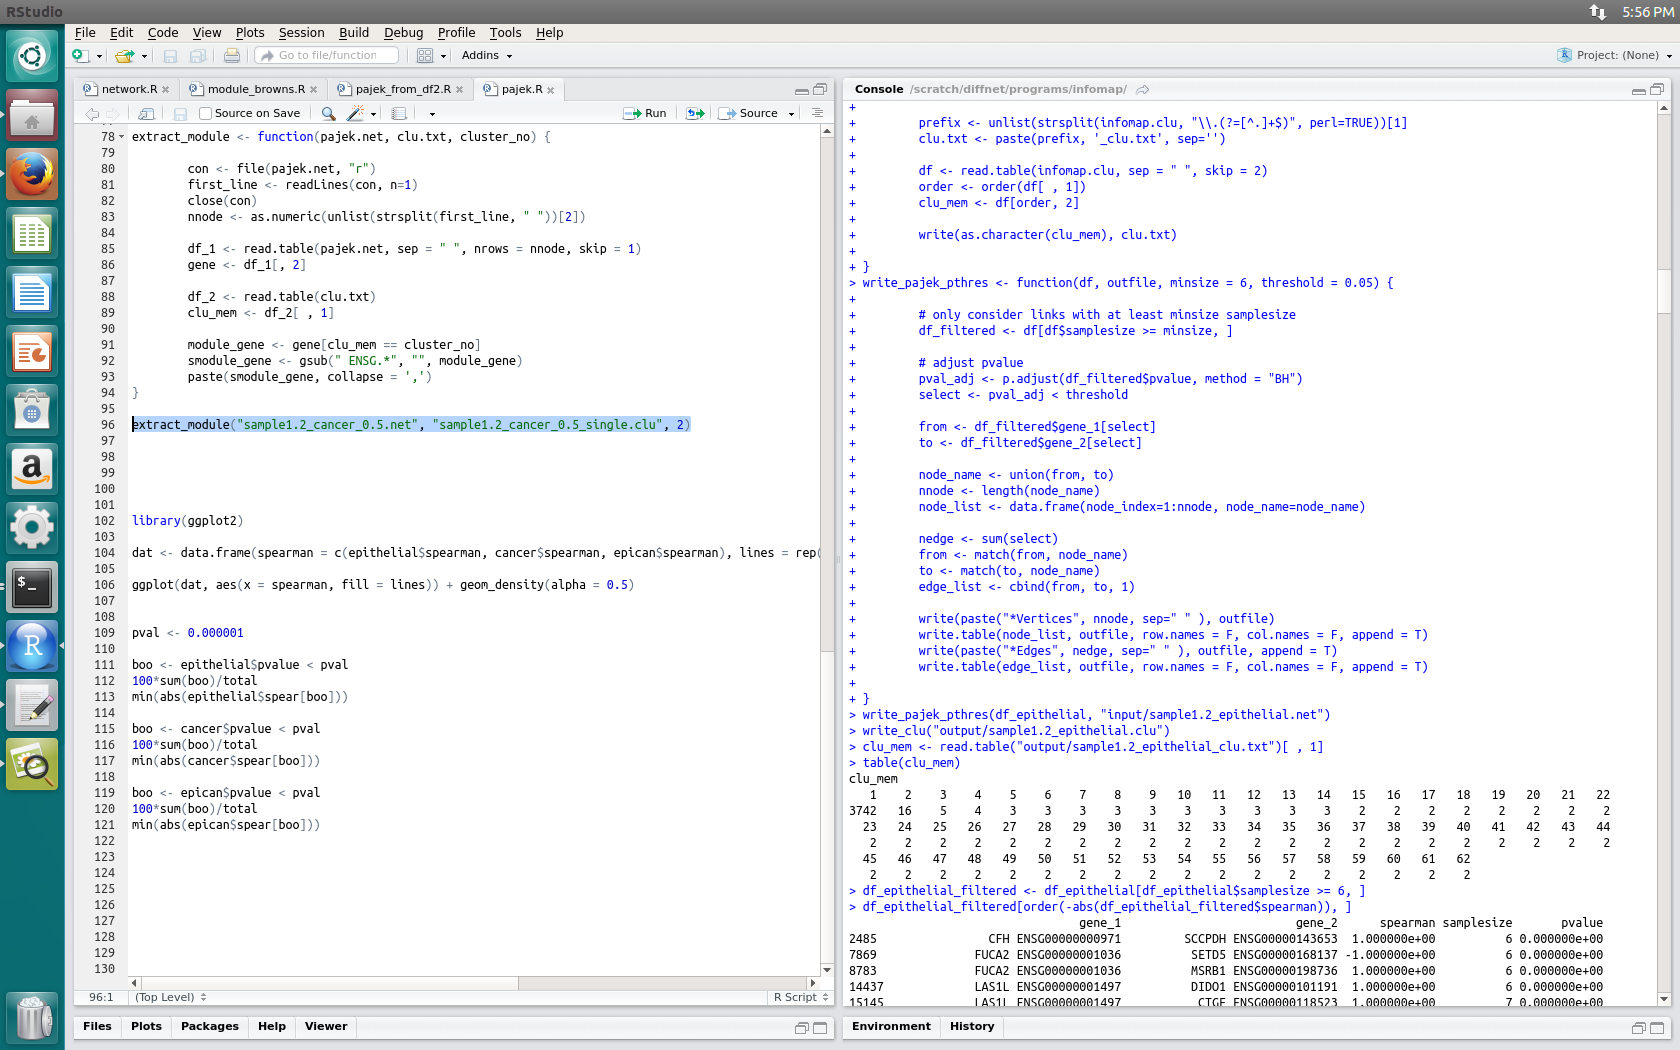 RStudio
5:56 PM
File Edit Code View Plots Session Build Debug Profile Tools Help
Go to file/function
Addins
Project: (None)
network.R
module_browns.R
pajek_from_df2.R
pajek.R
Source on Save
Run
Source
78 extract_module <- function(pajek.net, clu.txt, cluster_no) {
79
80 con <- file(pajek.net, "r")
81 first_line <- readLines(con, n=1)
82 close(con)
83 nnode <- as.numeric(unlist(strsplit(first_line, " "))[2])
84
85 df_1 <- read.table(pajek.net, sep = " ", nrows = nnode, skip = 1)
86 gene <- df_1[, 2]
87
88 df_2 <- read.table(clu.txt)
89 clu_mem <- df_2[ , 1]
90
91 module_gene <- gene[clu_mem == cluster_no]
92 smodule_gene <- gsub(" ENSG.*", "", module_gene)
93 paste(smodule_gene, collapse = ',')
94 }
95
96 extract_module("sample1.2_cancer_0.5.net", "sample1.2_cancer_0.5_single.clu", 2)
97
98
99
100
101
102 library(ggplot2)
103
104 dat <- data.frame(spearman = c(epithelial$spearman, cancer$spearman, epican$spearman), lines = rep(
105
106 ggplot(dat, aes(x = spearman, fill = lines)) + geom_density(alpha = 0.5)
107
108
109 pval <- 0.000001
110
111 boo <- epithelial$pvalue < pval
112 100*sum(boo)/total
113 min(abs(epithelial$spear[boo]))
114
115 boo <- cancer$pvalue < pval
116 100*sum(boo)/total
117 min(abs(cancer$spear[boo]))
118
119 boo <- epican$pvalue < pval
120 100*sum(boo)/total
121 min(abs(epican$spear[boo]))
122
123
124
125
126
127
128
129
130
96:1 (Top Level) R Script
Files Plots Packages Help Viewer
Console /scratch/diffnet/programs/infomap/
+
+ prefix <- unlist(strsplit(infomap.clu, "\\.(?=[^.]+$)", perl=TRUE))[1]
+ clu.txt <- paste(prefix, '_clu.txt', sep='')
+
+ df <- read.table(infomap.clu, sep = " ", skip = 2)
+ order <- order(df[ , 1])
+ clu_mem <- df[order, 2]
+
+ write(as.character(clu_mem), clu.txt)
+
+ }
> write_pajek_pthres <- function(df, outfile, minsize = 6, threshold = 0.05) {
+
+ # only consider links with at least minsize samplesize
+ df_filtered <- df[df$samplesize >= minsize, ]
+
+ # adjust pvalue
+ pval_adj <- p.adjust(df_filtered$pvalue, method = "BH")
+ select <- pval_adj < threshold
+
+ from <- df_filtered$gene_1[select]
+ to <- df_filtered$gene_2[select]
+
+ node_name <- union(from, to)
+ nnode <- length(node_name)
+ node_list <- data.frame(node_index=1:nnode, node_name=node_name)
+
+ nedge <- sum(select)
+ from <- match(from, node_name)
+ to <- match(to, node_name)
+ edge_list <- cbind(from, to, 1)
+
+ write(paste("*Vertices", nnode, sep=" " ), outfile)
+ write.table(node_list, outfile, row.names = F, col.names = F, append = T)
+ write(paste("*Edges", nedge, sep=" " ), outfile, append = T)
+ write.table(edge_list, outfile, row.names = F, col.names = F, append = T)
+
+ }
> write_pajek_pthres(df_epithelial, "input/sample1.2_epithelial.net")
> write_clu("output/sample1.2_epithelial.clu")
> clu_mem <- read.table("output/sample1.2_epithelial_clu.txt")[ , 1]
> table(clu_mem)
clu_mem
1 2 3 4 5 6 7 8 9 10 11 12 13 14 15 16 17 18 19 20 21 22
3742 16 5 4 3 3 3 3 3 3 3 3 3 3 2 2 2 2 2 2 2 2
23 24 25 26 27 28 29 30 31 32 33 34 35 36 37 38 39 40 41 42 43 44
2 2 2 2 2 2 2 2 2 2 2 2 2 2 2 2 2 2 2 2 2 2
45 46 47 48 49 50 51 52 53 54 55 56 57 58 59 60 61 62
2 2 2 2 2 2 2 2 2 2 2 2 2 2 2 2 2 2
> df_epithelial_filtered <- df_epithelial[df_epithelial$samplesize >= 6, ]
> df_epithelial_filtered[order(-abs(df_epithelial_filtered$spearman)), ]
gene_1 gene_2 spearman samplesize pvalue
2485 CFH ENSG00000000971 SCCPDH ENSG00000143653 1.000000e+00 6 0.000000e+00
7869 FUCA2 ENSG00000001036 SETD5 ENSG00000168137 -1.000000e+00 6 0.000000e+00
8783 FUCA2 ENSG00000001036 MSRB1 ENSG00000198736 1.000000e+00 6 0.000000e+00
14437 LAS1L ENSG00000001497 DIDO1 ENSG00000101191 1.000000e+00 6 0.000000e+00
15145 LAS1L ENSG00000001497 CTGF ENSG00000118523 1.000000e+00 7 0.000000e+00
Environment History